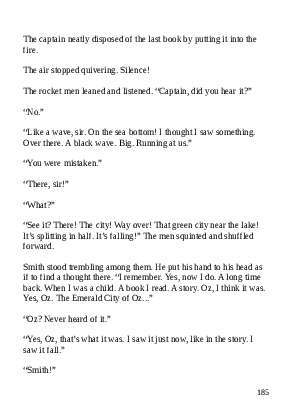 The captain neatly disposed of the last book by putting it into the
fire.
The air stopped quivering. Silence!
The rocket men leaned and listened. “Captain, did you hear it?”
“No.”
“Like a wave, sir. On the sea bottom! I thought I saw something.
Over there. A black wave. Big. Running at us.”
“You were mistaken.”
“There, sir!”
“What?”
“See it? There! The city! Way over! That green city near the lake!
It’s splitting in half. It’s falling!” The men squinted and shuffled
forward.
Smith stood trembling among them. He put his hand to his head as
if to find a thought there. “I remember. Yes, now I do. A long time
back. When I was a child. A book I read. A story. Oz, I think it was.
Yes, Oz. The Emerald City of Oz...”
“Oz? Never heard of it.”
“Yes, Oz, that’s what it was. I saw it just now, like in the story. I
saw it fall.”
“Smith!”
185